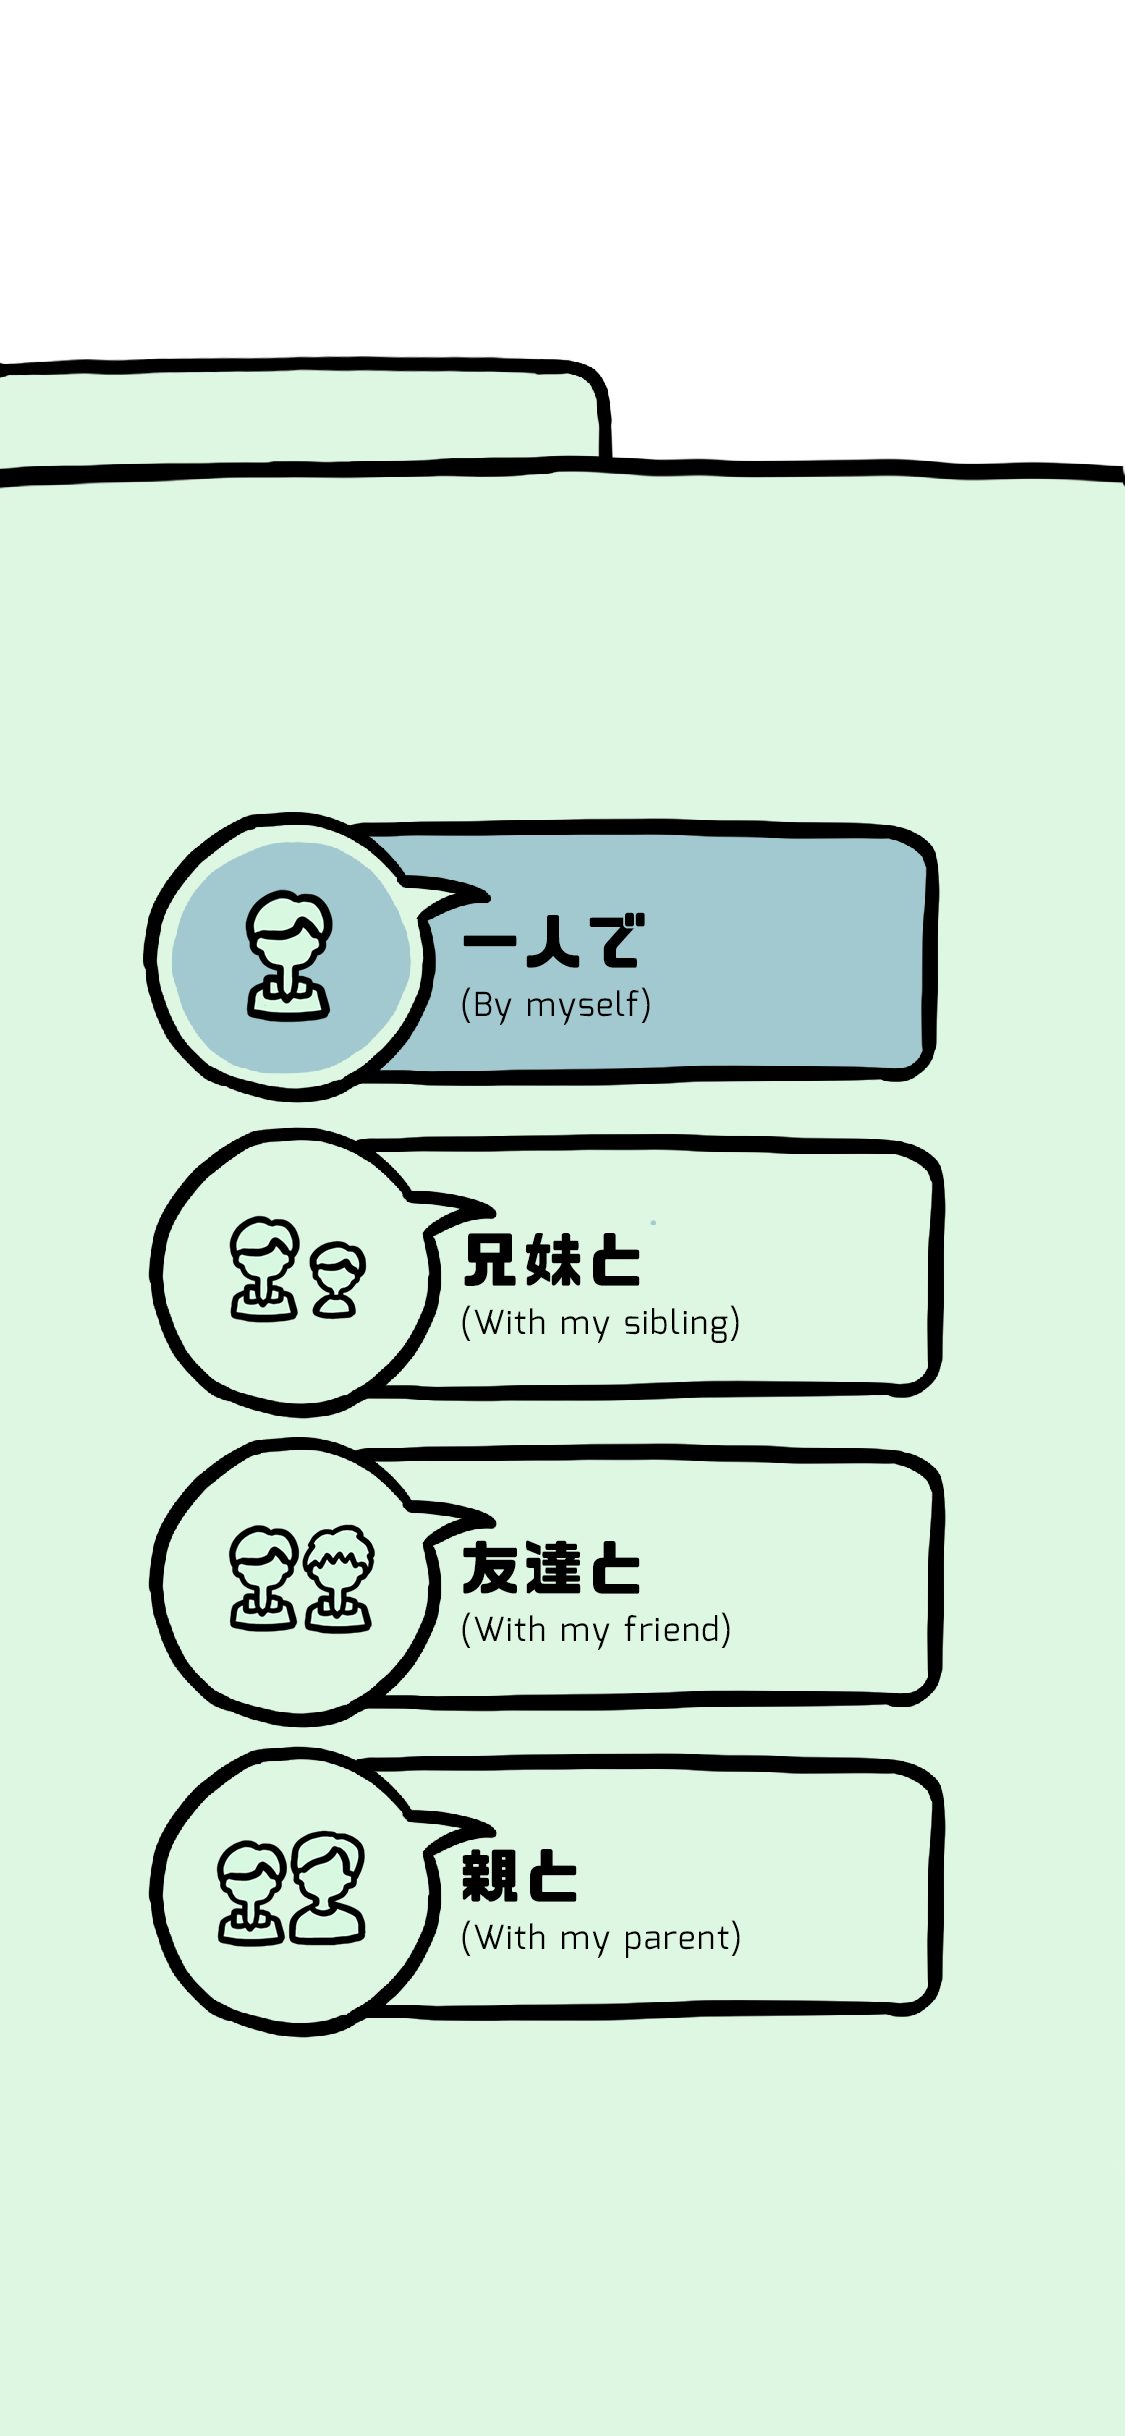 一人で
(By myself)
兄妹と
(With my sibling)
友達と
(With my friend)
親と
(With my parent)